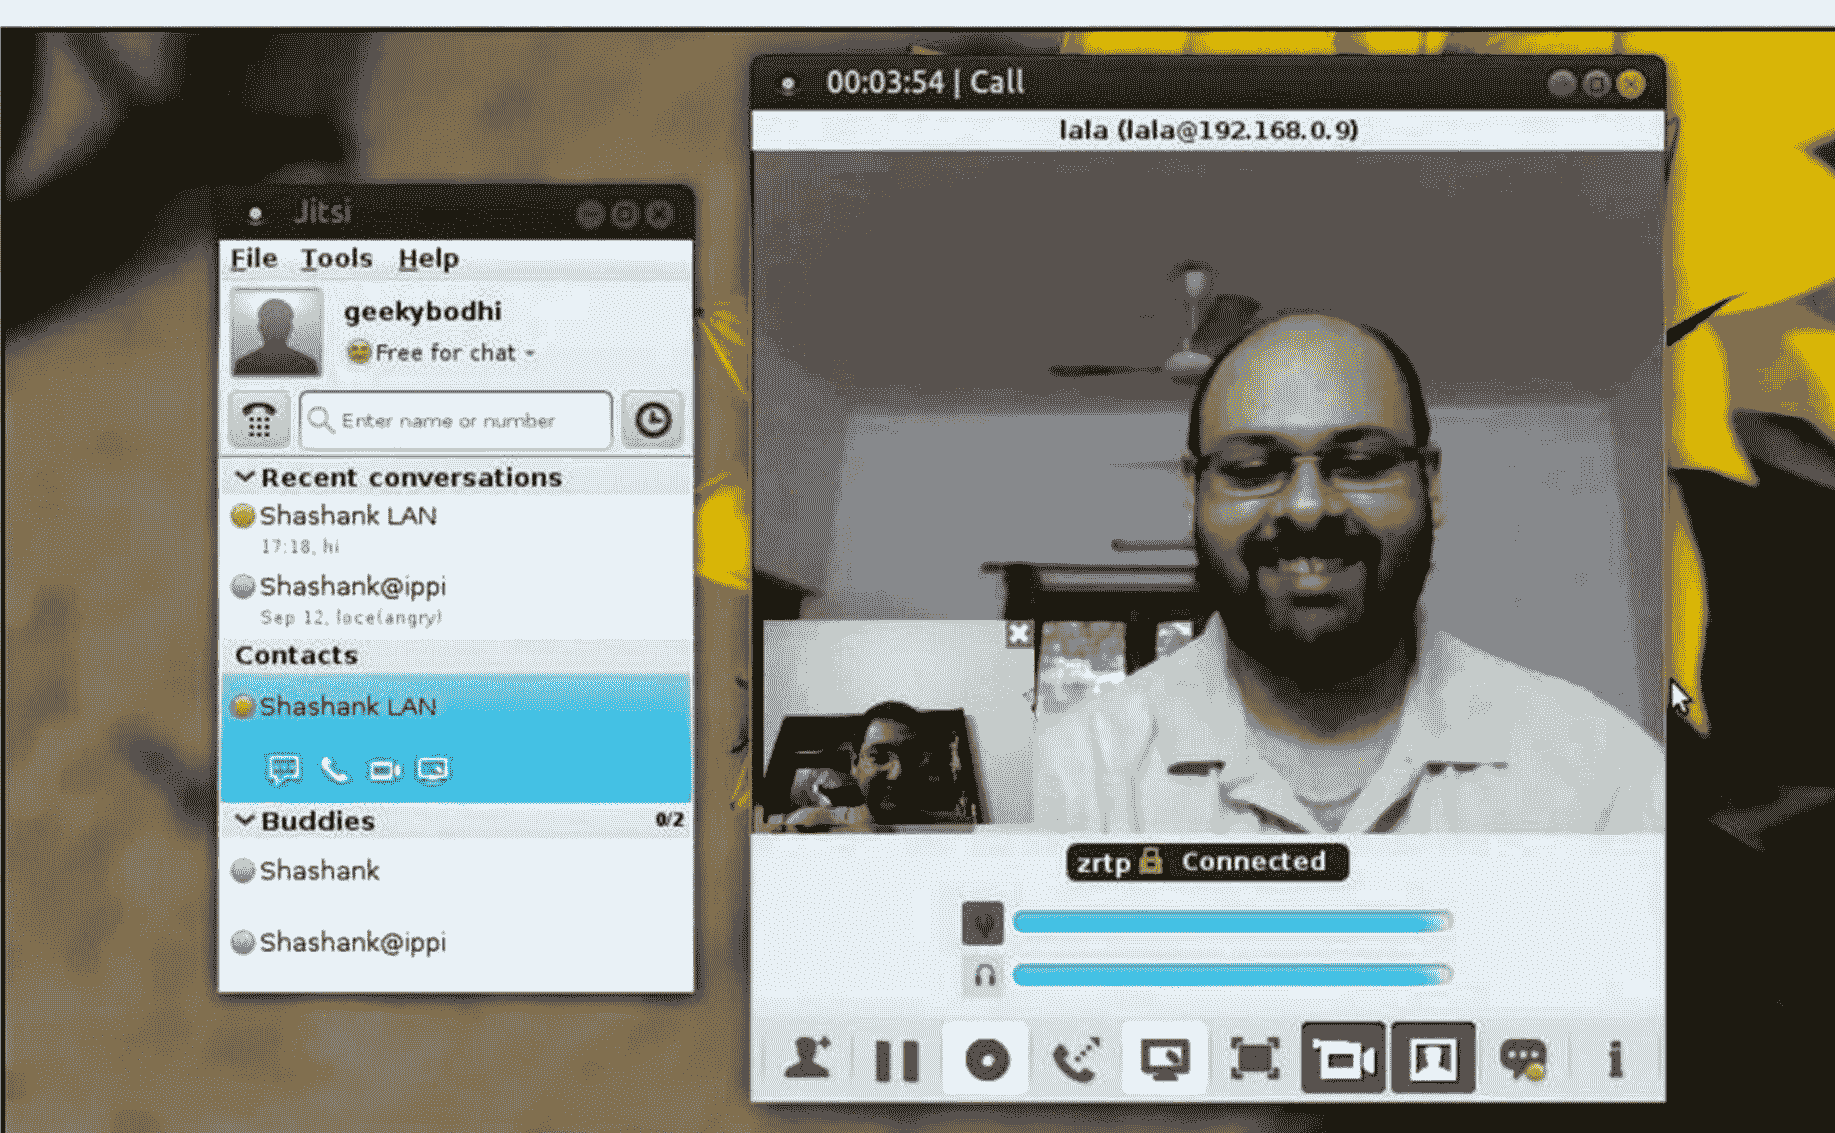 Jitsi
File Tools Help
geekybodhi
Free for chat
Enter name or number
Recent conversations
Shashank LAN
17:18, hi
Shashank@ippi
Sep 12, loce(angry)
Contacts
Shashank LAN
Buddies 0/2
Shashank
Shashank@ippi
00:03:54 | Call
lala (lala@192.168.0.9)
zrtp Connected